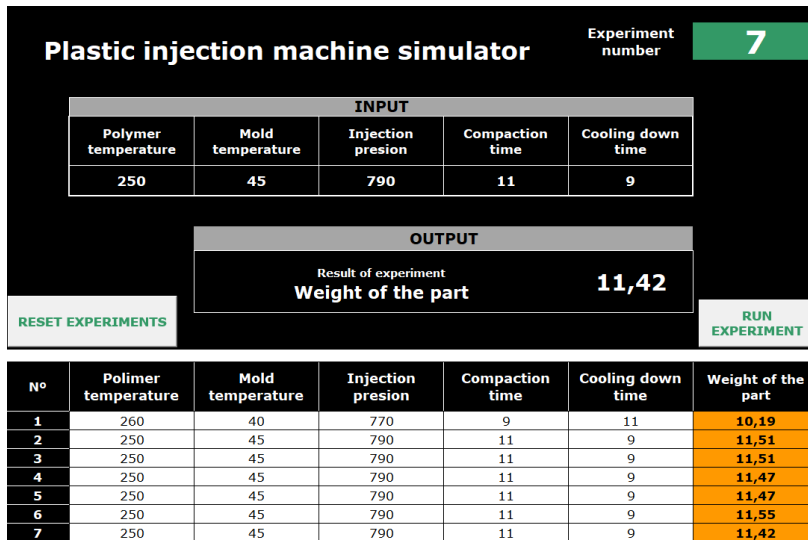 Plastic injection machine simulator
Experiment number
7
INPUT
Polymer temperature Mold temperature Injection presion Compaction time Cooling down time
250 45 790 11 9
OUTPUT
Result of experiment
Weight of the part
11,42
RESET EXPERIMENTS
RUN EXPERIMENT
Nº Polimer temperature Mold temperature Injection presion Compaction time Cooling down time Weight of the part
1 260 40 770 9 11 10,19
2 250 45 790 11 9 11,51
3 250 45 790 11 9 11,51
4 250 45 790 11 9 11,47
5 250 45 790 11 9 11,47
6 250 45 790 11 9 11,55
7 250 45 790 11 9 11,42